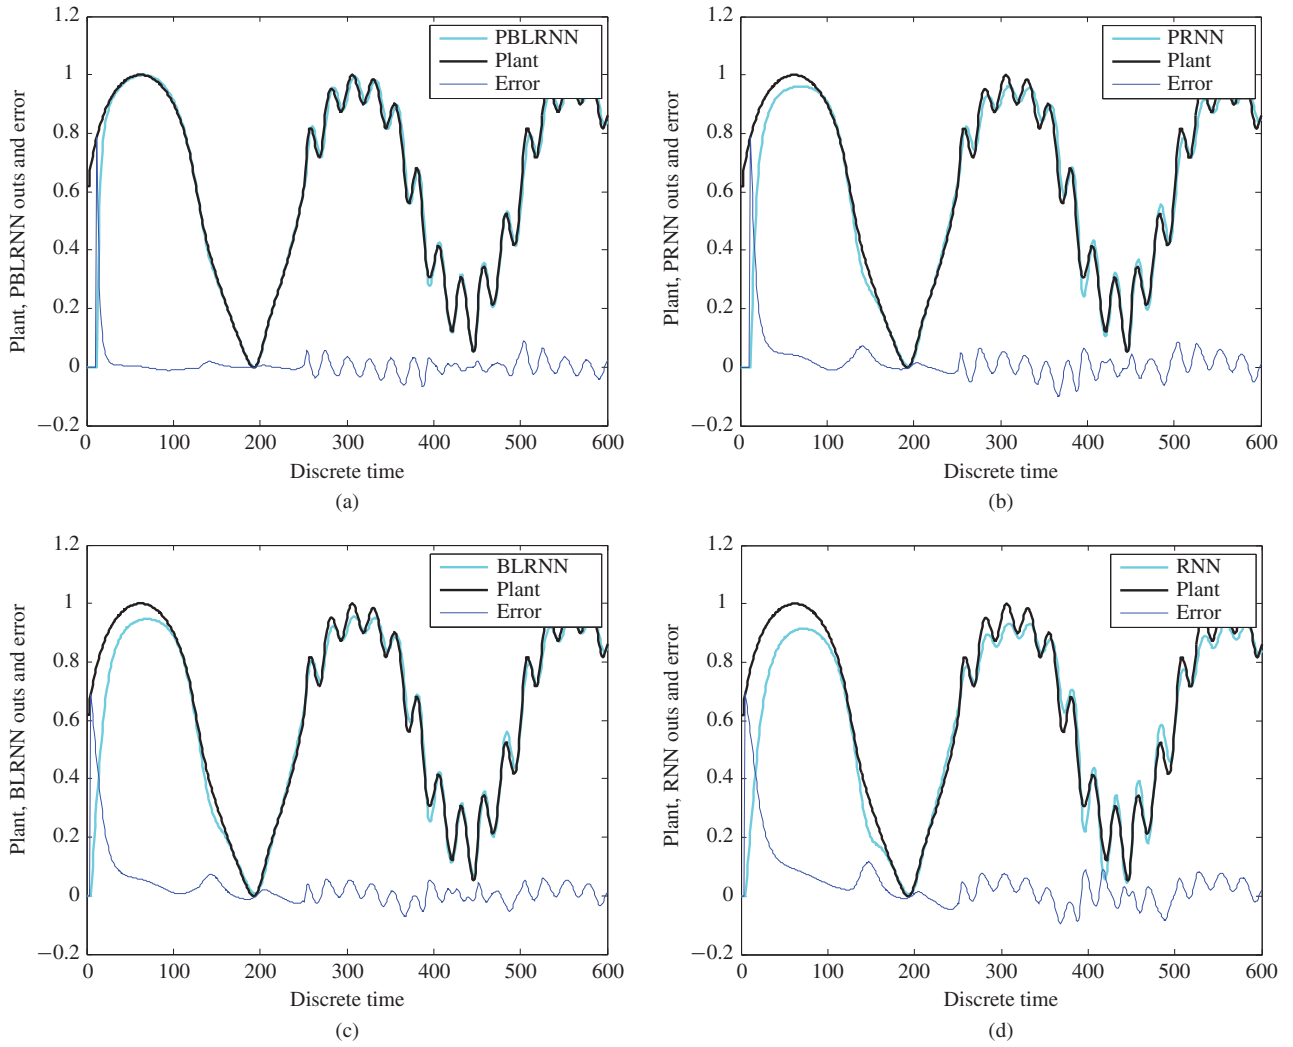 1.2
1
0.8
0.6
0.4
0.2
0
−0.2
Plant, PBLRNN outs and error
PBLRNN
Plant
Error
0 100 200 300 400 500 600
Discrete time
(a)
1.2
1
0.8
0.6
0.4
0.2
0
−0.2
Plant, PRNN outs and error
PRNN
Plant
Error
0 100 200 300 400 500 600
Discrete time
(b)
1.2
1
0.8
0.6
0.4
0.2
0
−0.2
Plant, BLRNN outs and error
BLRNN
Plant
Error
0 100 200 300 400 500 600
Discrete time
(c)
1.2
1
0.8
0.6
0.4
0.2
0
−0.2
Plant, RNN outs and error
RNN
Plant
Error
0 100 200 300 400 500 600
Discrete time
(d)